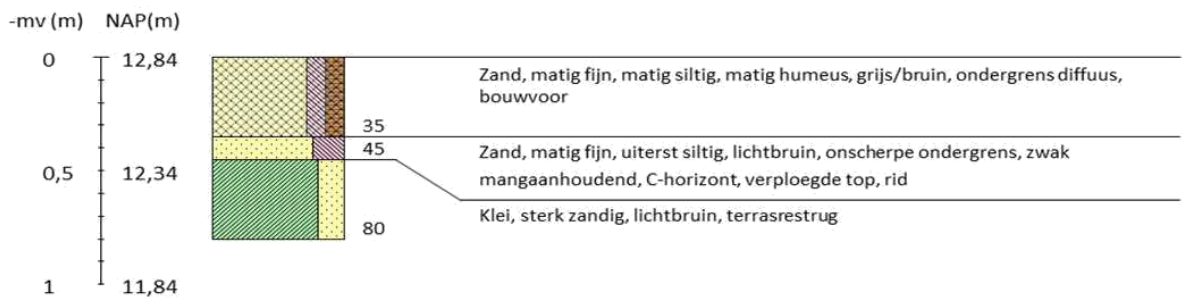 -mv (m) NAP(m)
0 12,84
Zand, matig fijn, matig siltig, matig humeus, grijs/bruin, ondergrens diffuus,
bouwvoor
35
45
Zand, matig fijn, uiterst siltig, lichtbruin, onscherpe ondergrens, zwak
0,5 12,34
mangaanhoudend, C-horizont, verploegde top, rid
Klei, sterk zandig, lichtbruin, terrasrestrug
80
1 11,84